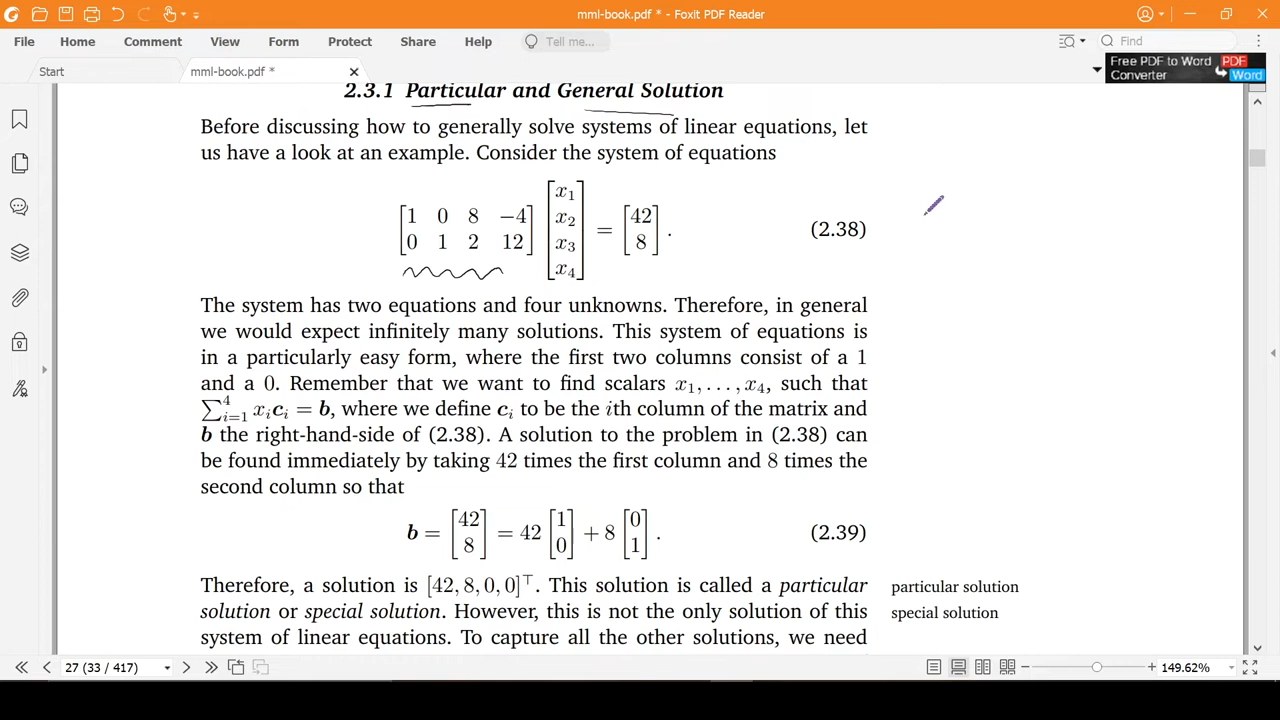 mml-book.pdf * - Foxit PDF Reader
File Home Comment View Form Protect Share Help Tell me... Find
Start mml-book.pdf *
Free PDF to Word Converter PDF Word
2.3.1 Particular and General Solution
Before discussing how to generally solve systems of linear equations, let
us have a look at an example. Consider the system of equations
[1 0 8 −4; 0 1 2 12] [x₁; x₂; x₃; x₄] = [42; 8] . (2.38)
The system has two equations and four unknowns. Therefore, in general
we would expect infinitely many solutions. This system of equations is
in a particularly easy form, where the first two columns consist of a 1
and a 0. Remember that we want to find scalars x₁, . . . , x₄, such that
∑⁴ᵢ₌₁ xᵢcᵢ = b, where we define cᵢ to be the ith column of the matrix and
b the right-hand-side of (2.38). A solution to the problem in (2.38) can
be found immediately by taking 42 times the first column and 8 times the
second column so that
b = [42; 8] = 42 [1; 0] + 8 [0; 1] . (2.39)
Therefore, a solution is [42, 8, 0, 0]⊤. This solution is called a particular
particular solution
solution or special solution. However, this is not the only solution of this
special solution
system of linear equations. To capture all the other solutions, we need
27 (33 / 417) 149.62%